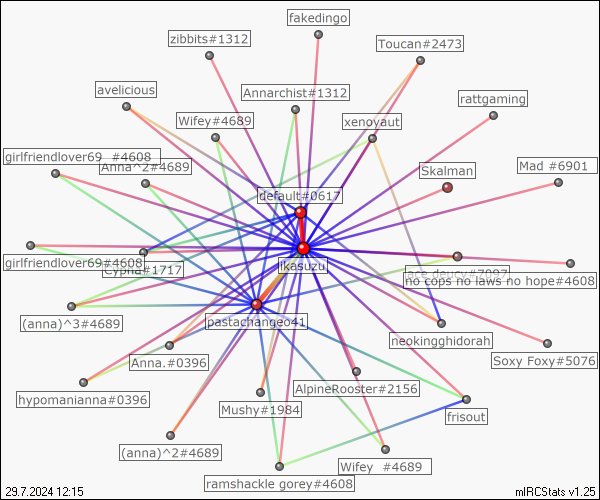 fakedingo
zibbits#1312
Toucan#2473
avelicious
Annarchist#1312
rattgaming
Wifey#4689
xenoyaut
girlfriendlover69 #4608
Anna^2#4689
Skalman
Mad #6901
default#0617
girlfriendlover69#4608
Cypha#1717
ikasuzu
ace deucy#7097
no cops no laws no hope#4608
(anna)^3#4689
pastachangeo41
neokingghidorah
Anna.#0396
Soxy Foxy#5076
hypomanianna#0396
Mushy#1984
AlpineRooster#2156
frisout
(anna)^2#4689
Wifey #4689
ramshackle gorey#4608
29.7.2024 12:15
mIRCStats v1.25